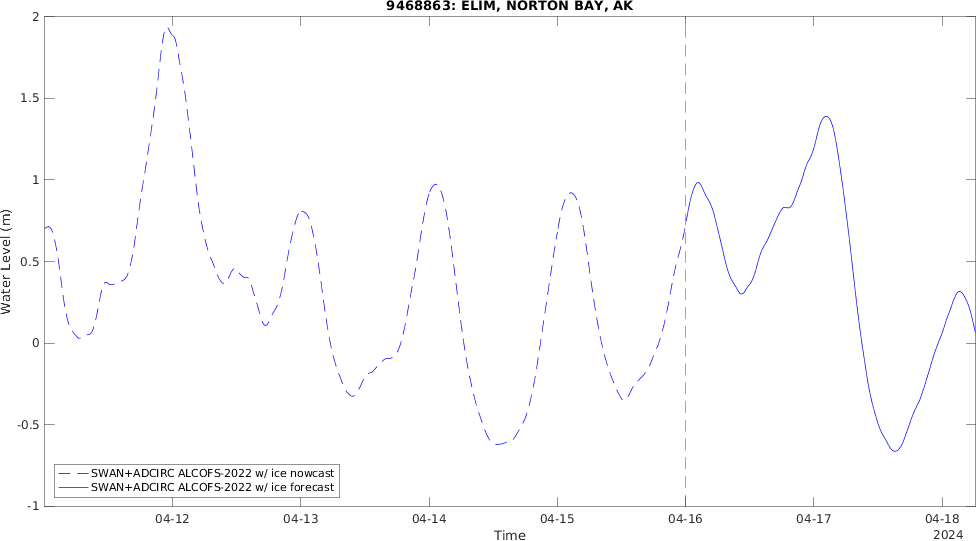 9468863: ELIM, NORTON BAY, AK
2
1.5
1
0.5
0
-0.5
-1
Water Level (m)
SWAN+ADCIRC ALCOFS-2022 w/ ice nowcast
SWAN+ADCIRC ALCOFS-2022 w/ ice forecast
04-12 04-13 04-14 04-15 04-16 04-17 04-18
Time
2024